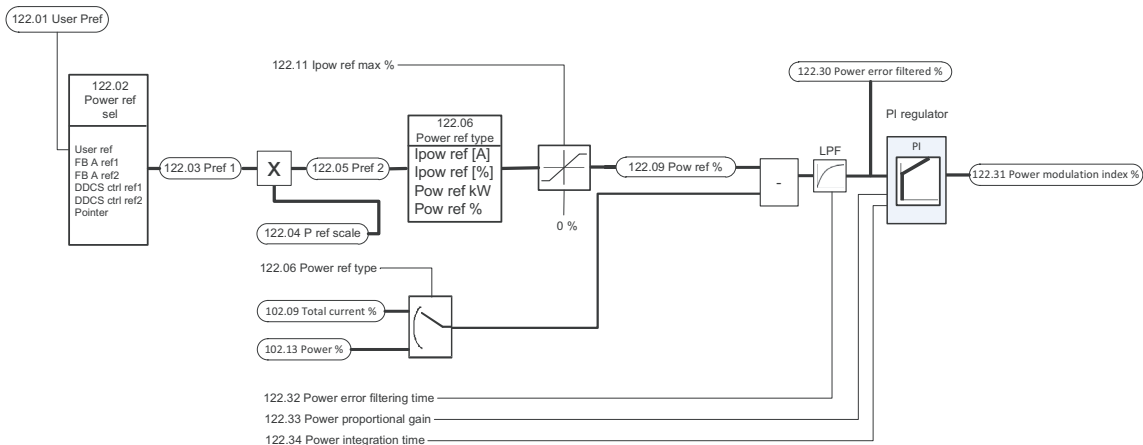 122.01 User Pref
122.02
Power ref
sel
User ref
FB A ref1
FB A ref2
DDCS ctrl ref1
DDCS ctrl ref2
Pointer
122.03 Pref 1
X
122.04 P ref scale
122.05 Pref 2
122.06
Power ref type
Ipow ref [A]
Ipow ref [%]
Pow ref kW
Pow ref %
122.11 Ipow ref max %
0 %
122.09 Pow ref %
122.06 Power ref type
102.09 Total current %
102.13 Power %
-
LPF
122.30 Power error filtered %
PI regulator
PI
122.31 Power modulation index %
122.32 Power error filtering time
122.33 Power proportional gain
122.34 Power integration time